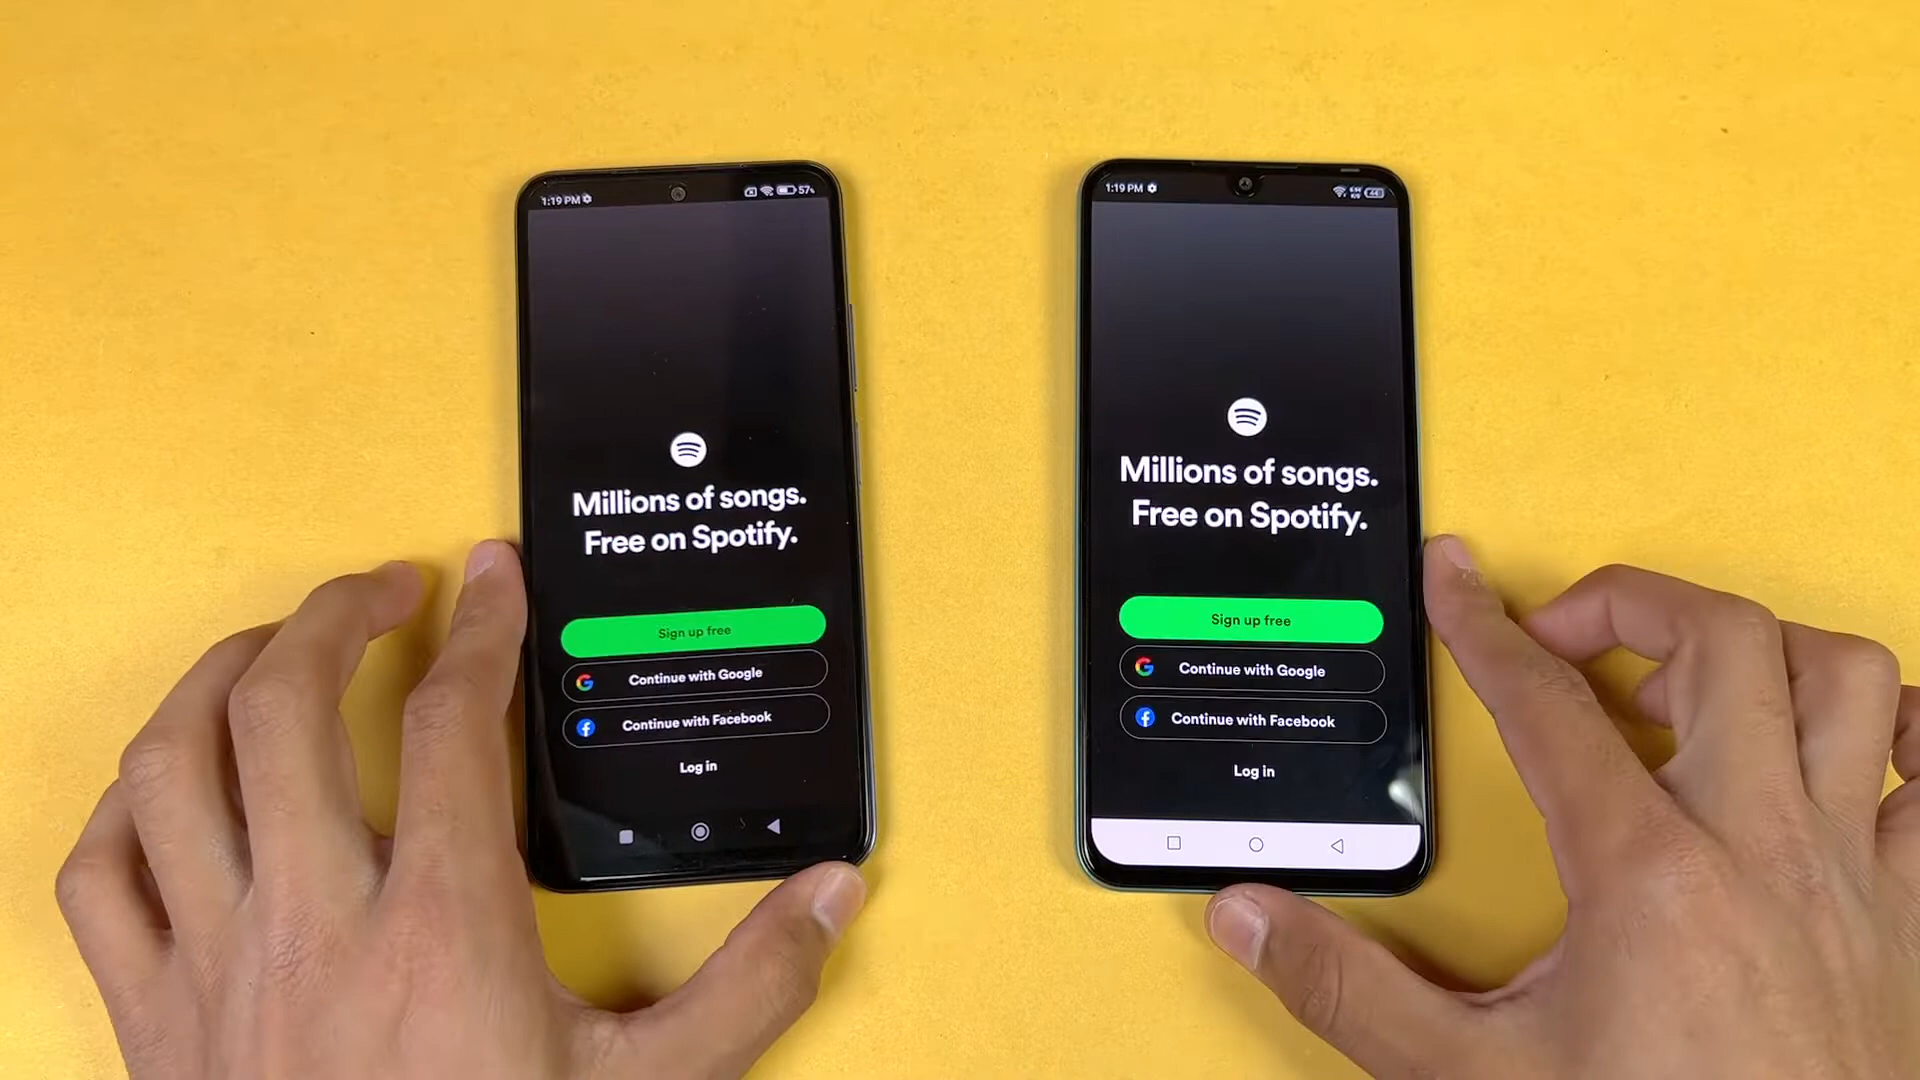 1:19 PM
57%
Millions of songs.
Free on Spotify.
Sign up free
Continue with Google
Continue with Facebook
Log in
1:19 PM
44
Millions of songs.
Free on Spotify.
Sign up free
Continue with Google
Continue with Facebook
Log in